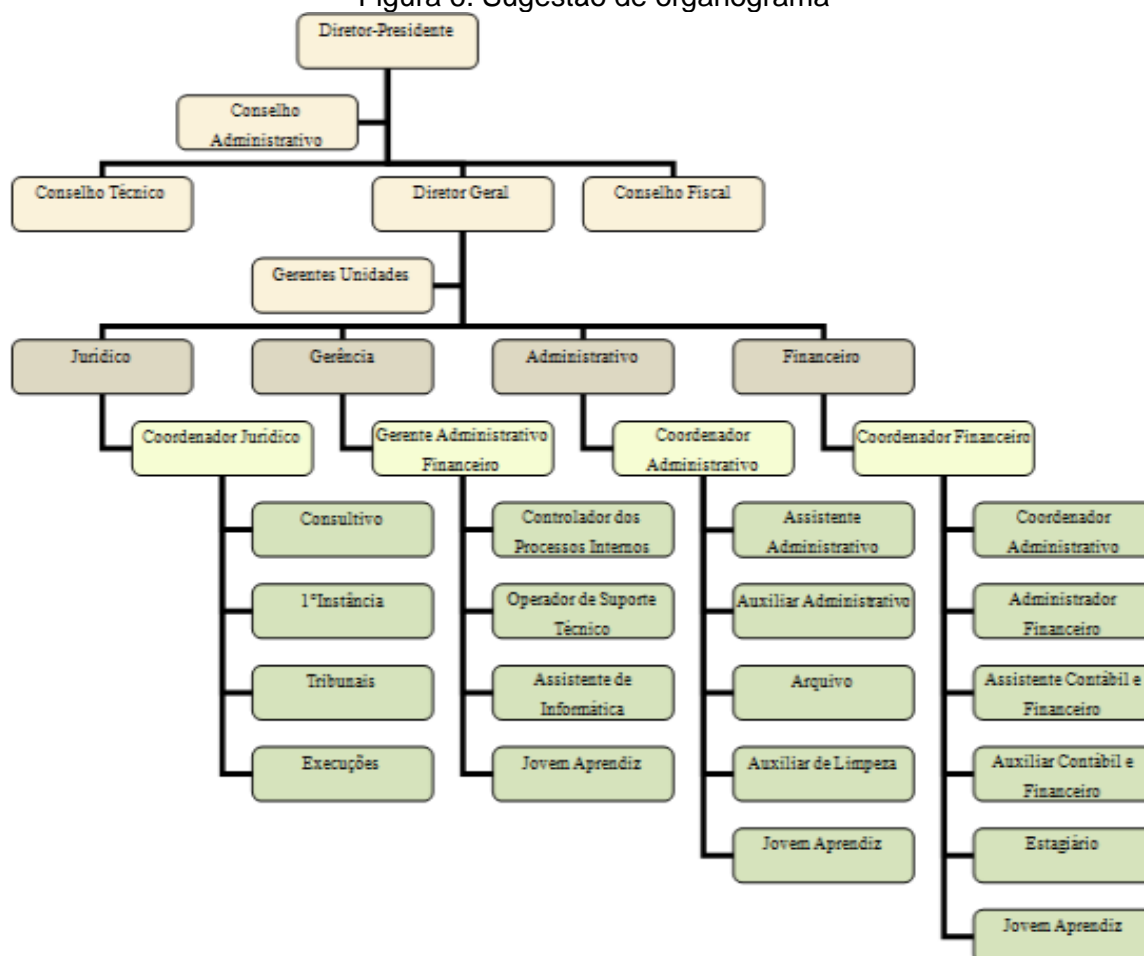 Figura 6: Sugestão de organograma
Diretor-Presidente
Conselho
Administrativo
Conselho Técnico
Diretor Geral
Conselho Fiscal
Gerentes Unidades
Jurídico
Gerência
Administrativo
Financeiro
Coordenador Jurídico
Gerente Administrativo
Financeiro
Coordenador
Administrativo
Coordenador Financeiro
Consultivo
1ªInstância
Tribunais
Execuções
Controlador dos
Processos Internos
Operador de Suporte
Técnico
Assistente de
Informática
Jovem Aprendiz
Assistente
Administrativo
Auxiliar Administrativo
Arquivo
Auxiliar de Limpeza
Jovem Aprendiz
Coordenador
Administrativo
Administrador
Financeiro
Assistente Contábil e
Financeiro
Auxiliar Contábil e
Financeiro
Estagiário
Jovem Aprendiz